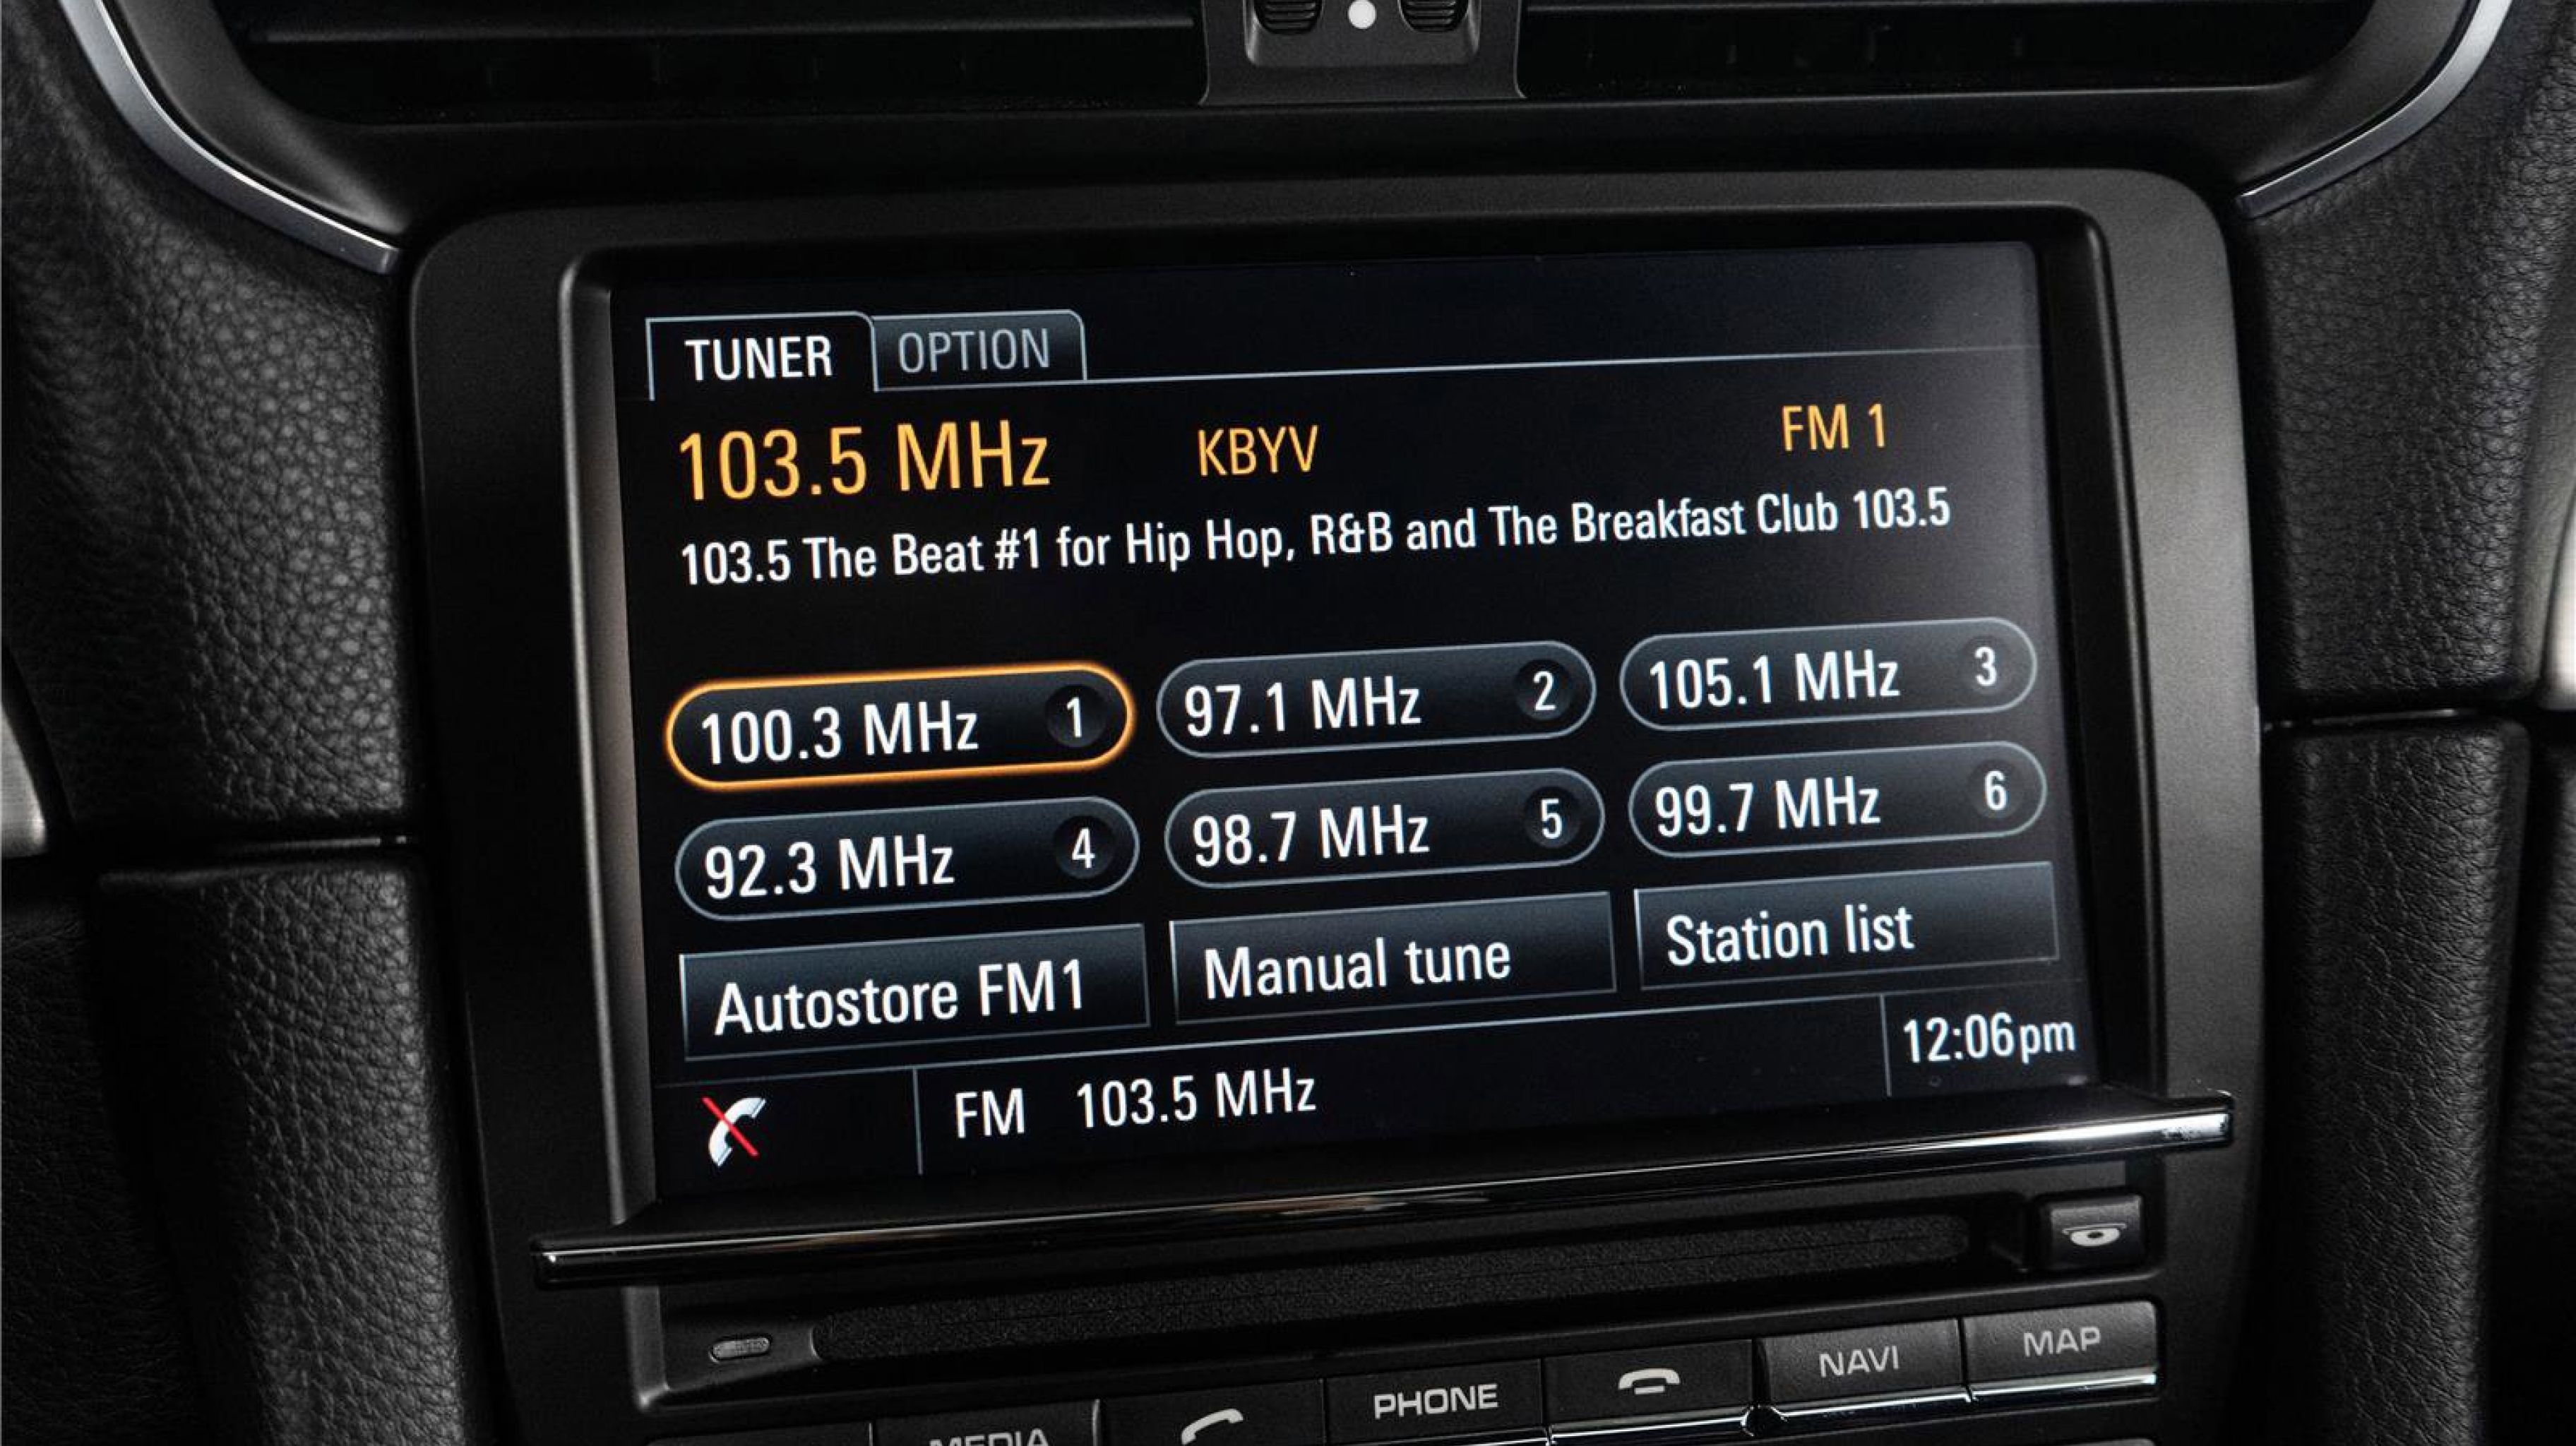 TUNER OPTION
103.5 MHz KBYV FM 1
103.5 The Beat #1 for Hip Hop, R&B and The Breakfast Club 103.5
100.3 MHz 1 97.1 MHz 2 105.1 MHz 3
92.3 MHz 4 98.7 MHz 5 99.7 MHz 6
Autostore FM1 Manual tune Station list
FM 103.5 MHz 12:06pm
MEDIA PHONE NAVI MAP